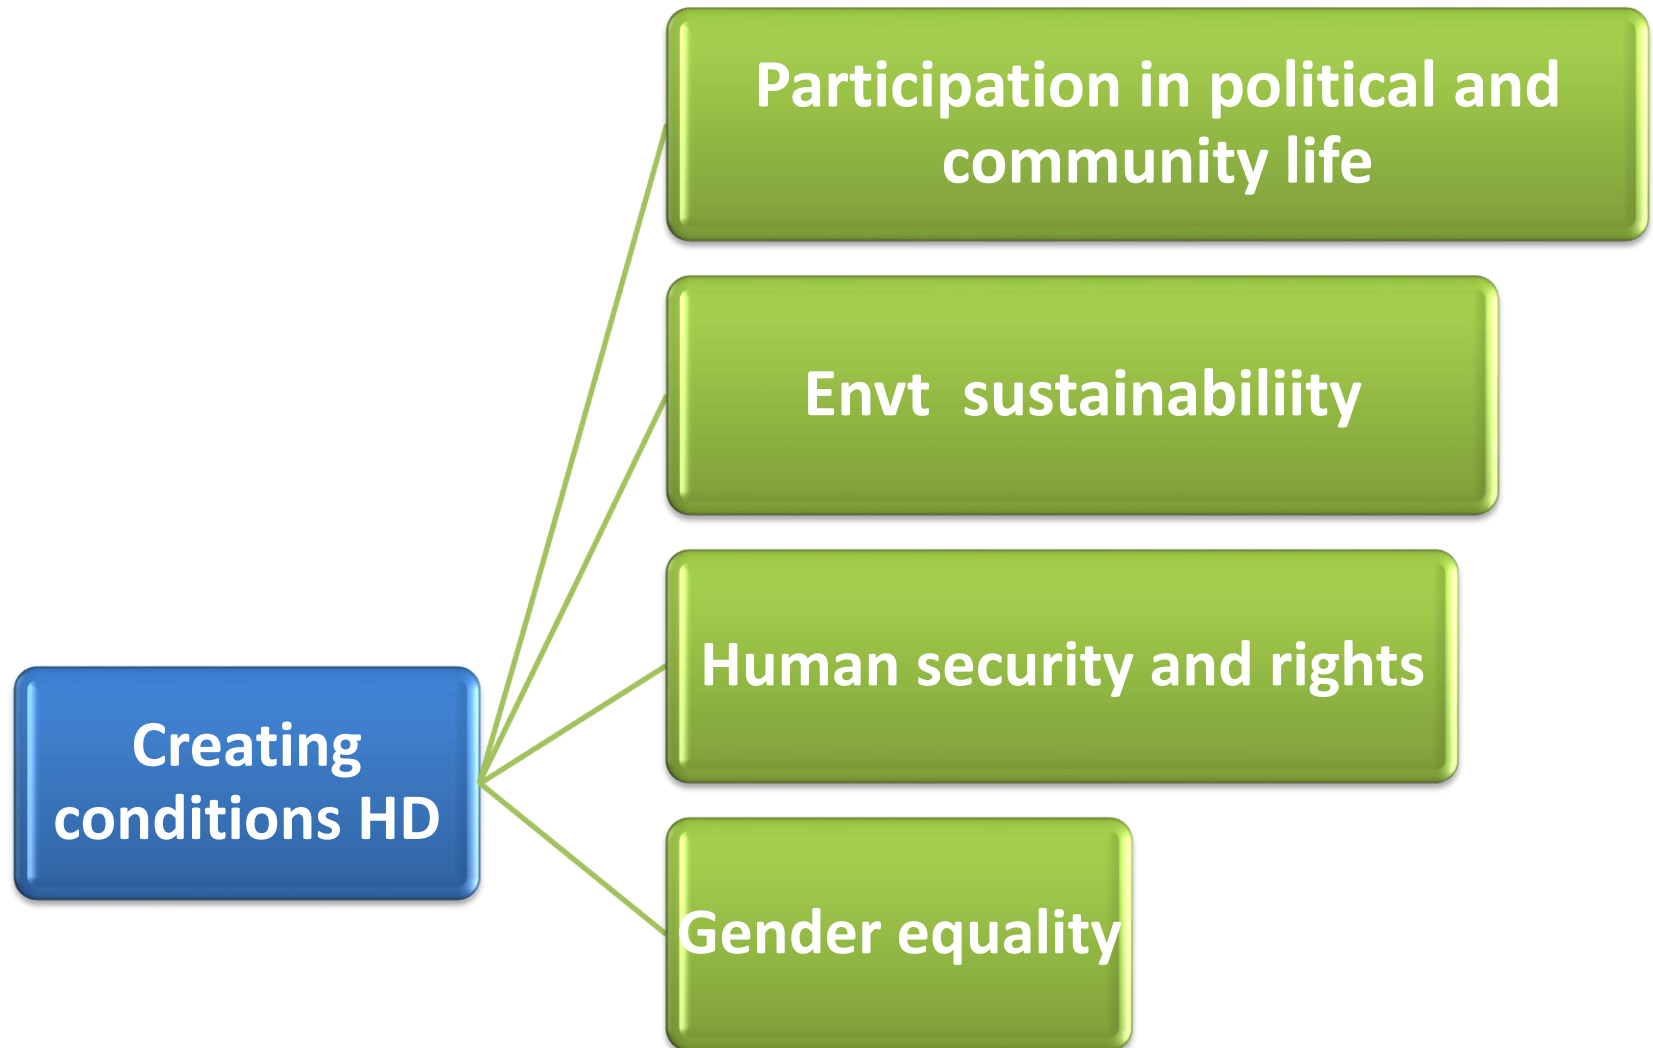 Participation in political and
community life
Envt  sustainabiliity
Human security and rights
Creating
conditions HD
Gender equality